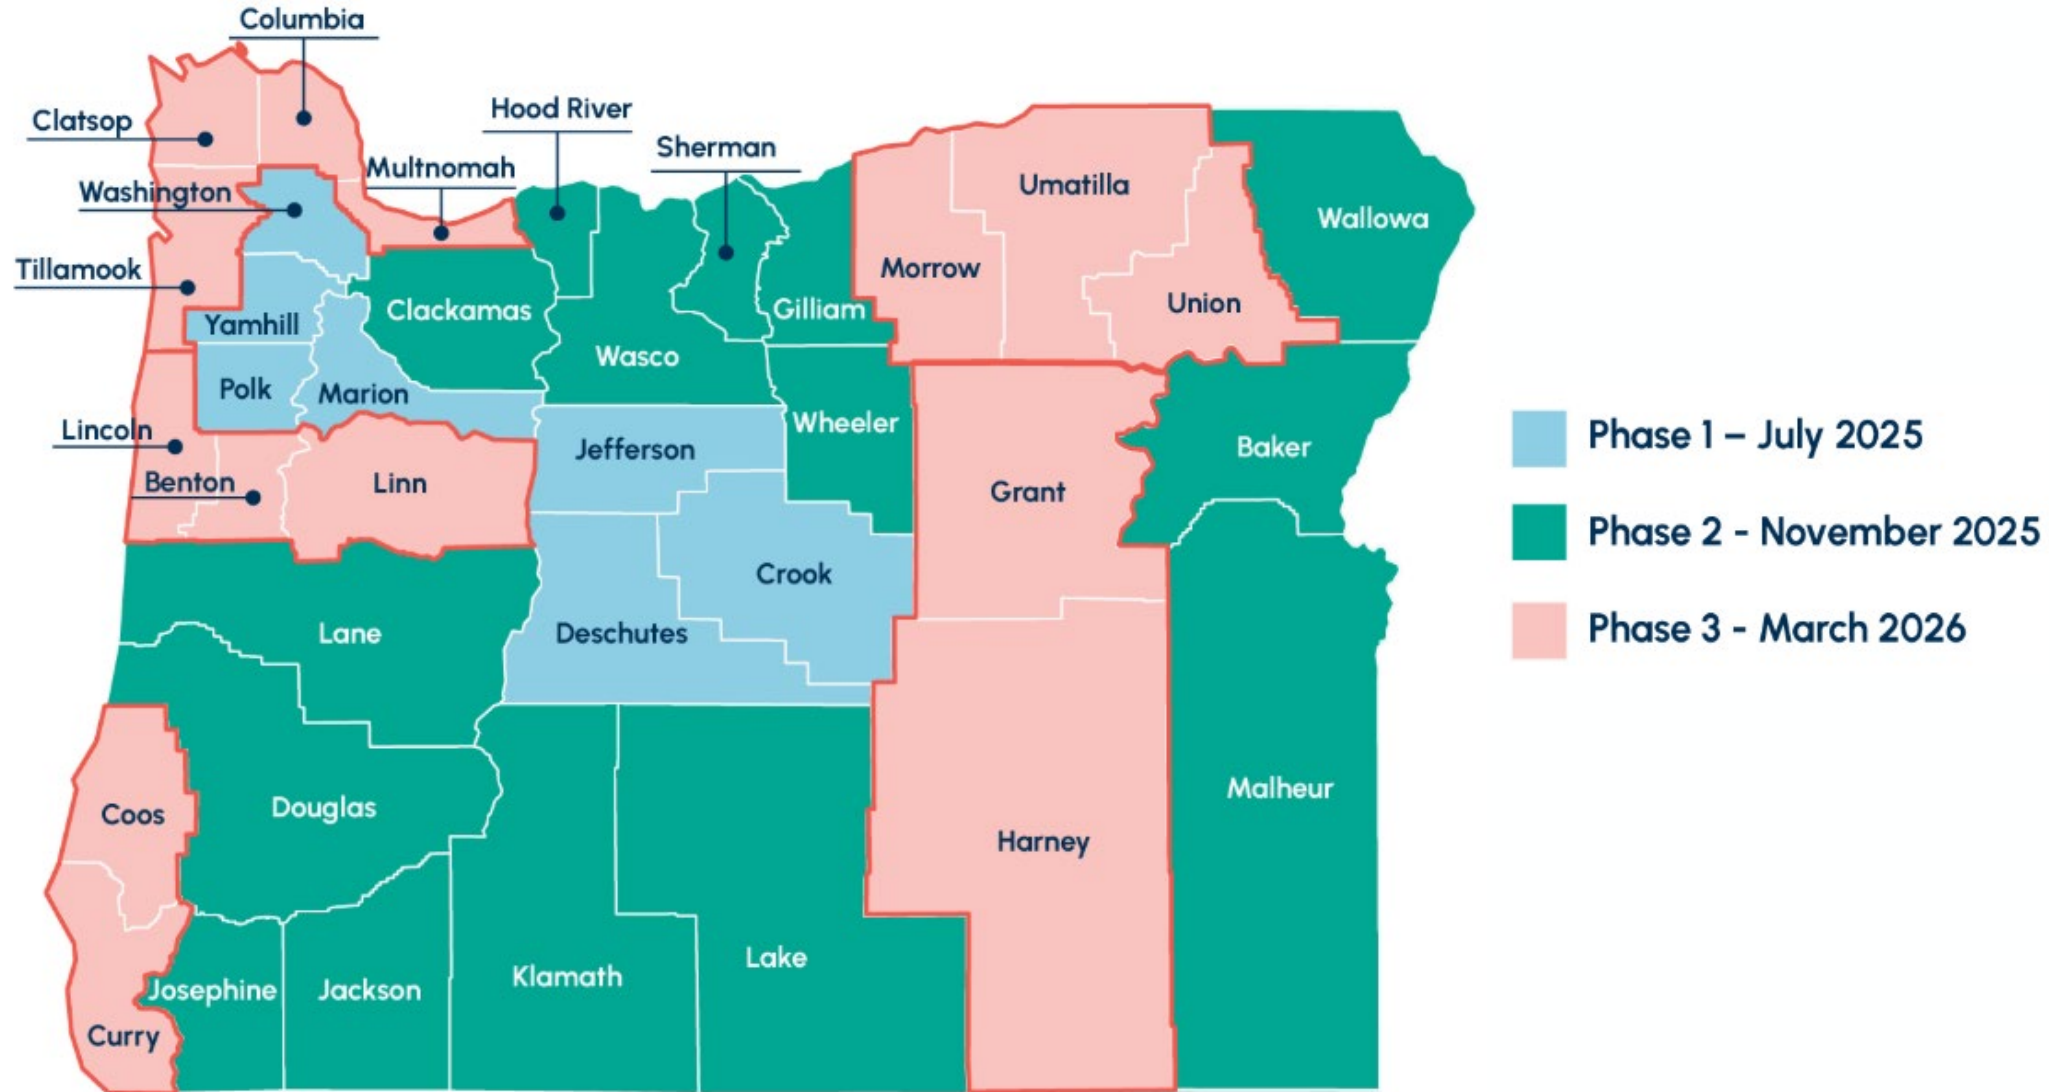 Columbia
Hood River
Clatsop
Sherman
Multnomah
Washington
Umatilla
Wallowa
Tillamook
Morrow
Union
Clackamas
Gilliam
Yamhill
Wasco
Polk
Marion
Wheeler
Lincoln
Jefferson
Baker
Benton
Linn
Grant
Crook
Lane
Deschutes
Malheur
Coos
Douglas
Harney
Lake
Klamath
Josephine
Jackson
Curry
Phase 1 – July 2025
Phase 2 - November 2025
Phase 3 - March 2026